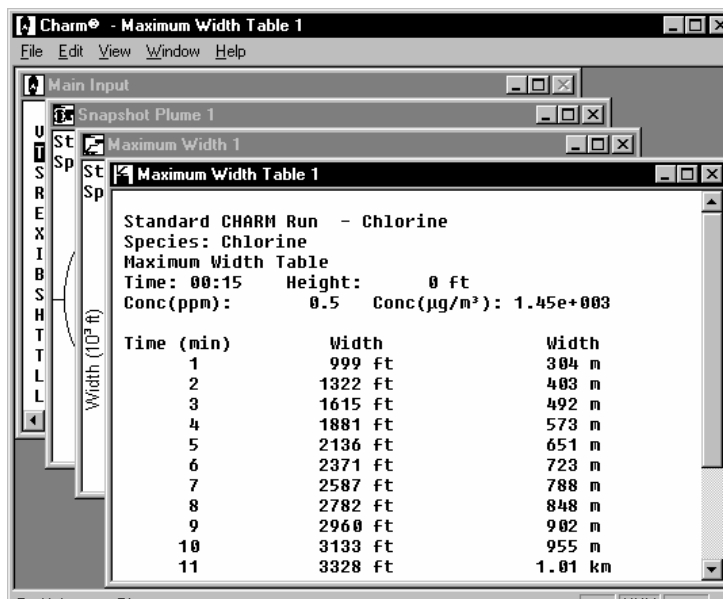 Charm® - Maximum Width Table 1
File Edit View Window Help
Main Input
Snapshot Plume 1
Maximum Width 1
Maximum Width Table 1
U
T
S
R
E
X
I
B
S
H
T
T
L
L
St
Sp
St
Sp
Width (10³ ft)
Standard CHARM Run - Chlorine
Species: Chlorine
Maximum Width Table
Time: 00:15 Height: 0 ft
Conc(ppm): 0.5 Conc(µg/m³): 1.45e+003
Time (min) Width Width
1 999 ft 304 m
2 1322 ft 403 m
3 1615 ft 492 m
4 1881 ft 573 m
5 2136 ft 651 m
6 2371 ft 723 m
7 2587 ft 788 m
8 2782 ft 848 m
9 2960 ft 902 m
10 3133 ft 955 m
11 3328 ft 1.01 km